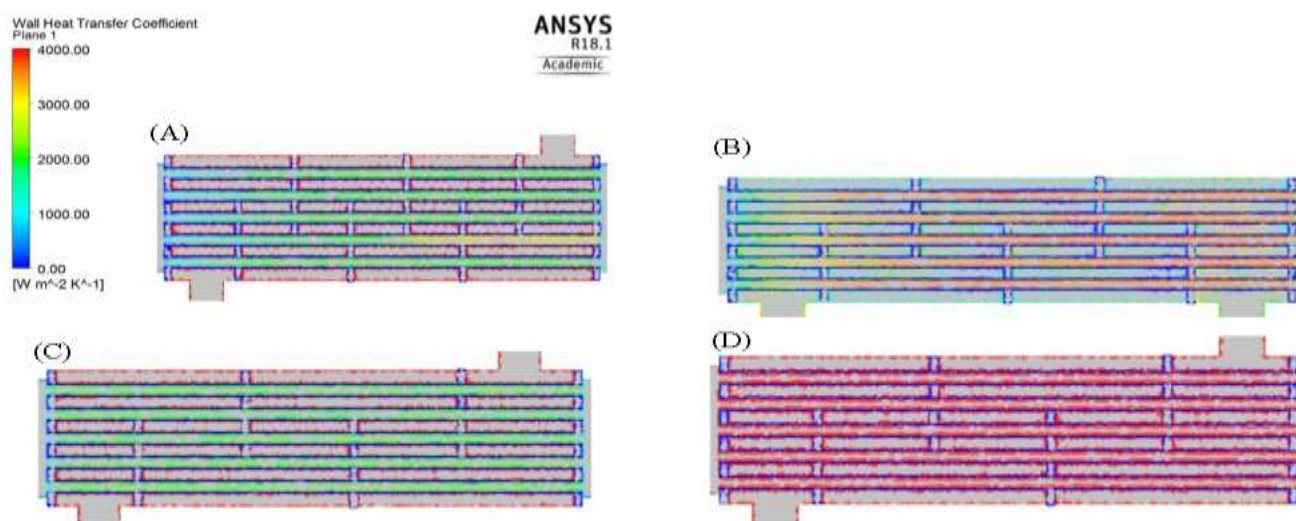 Wall Heat Transfer Coefficient
Plane 1
4000.00
3000.00
2000.00
1000.00
0.00
[W m^-2 K^-1]
ANSYS
R18.1
Academic
(A)
(B)
(C)
(D)